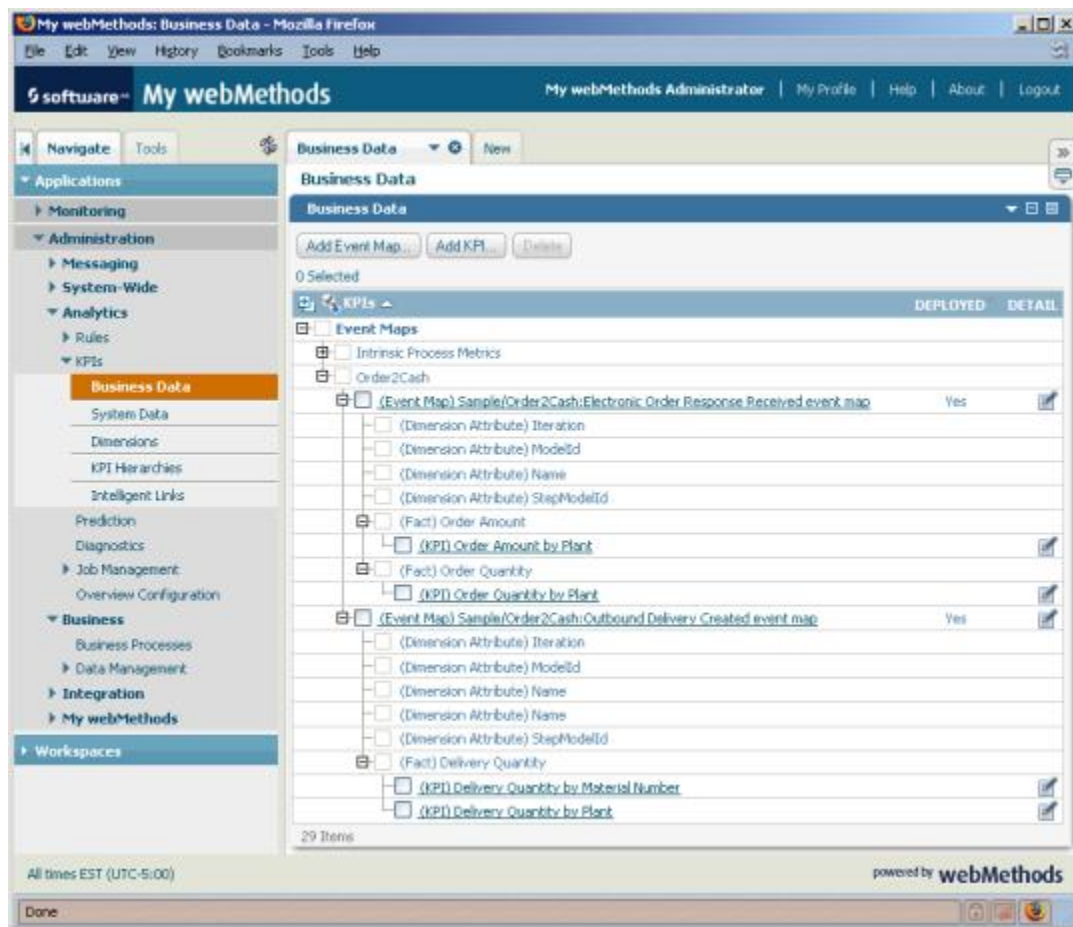 My webMethods: Business Data - Mozilla Firefox
File Edit View History Bookmarks Tools Help
software My webMethods
My webMethods Administrator | My Profile | Help | About | Logout
Navigate Tools
Business Data New
Applications
Business Data
Monitoring
Business Data
Administration
Add Event Map... Add KPI... Delete
Messaging
0 Selected
System-Wide
KPIs DEPLOYED DETAIL
Analytics
Event Maps
Rules
Intrinsic Process Metrics
KPIs
Order2Cash
Business Data
(Event Map) Sample/Order2Cash:Electronic Order Response Received event map Yes
System Data
(Dimension Attribute) Iteration
Dimensions
(Dimension Attribute) ModelId
KPI Hierarchies
(Dimension Attribute) Name
Intelligent Links
(Dimension Attribute) StepModelId
Prediction
(Fact) Order Amount
Diagnostics
(KPI) Order Amount by Plant
Job Management
(Fact) Order Quantity
Overview Configuration
(KPI) Order Quantity by Plant
Business
(Event Map) Sample/Order2Cash:Outbound Delivery Created event map Yes
Business Processes
(Dimension Attribute) Iteration
Data Management
(Dimension Attribute) ModelId
Integration
(Dimension Attribute) Name
My webMethods
(Dimension Attribute) Name
(Dimension Attribute) StepModelId
Workspaces
(Fact) Delivery Quantity
(KPI) Delivery Quantity by Material Number
(KPI) Delivery Quantity by Plant
29 Items
All times EST (UTC-5:00)
powered by webMethods
Done